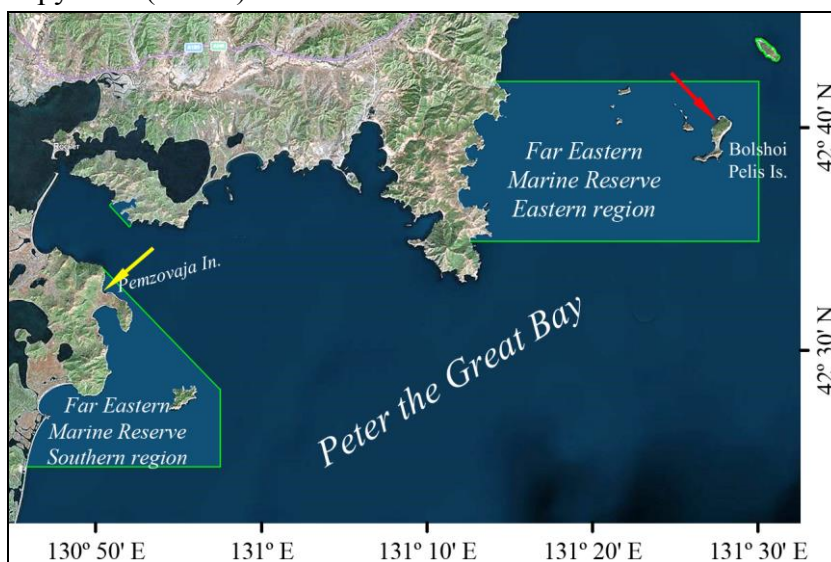 Far Eastern
Marine Reserve
Eastern region
Bolshoi
Pelis Is.
42° 40' N
Pemzovaja In.
Peter the Great Bay
42° 30' N
Far Eastern
Marine Reserve
Southern region
130° 50' E
131° E
131° 10' E
131° 20' E
131° 30' E